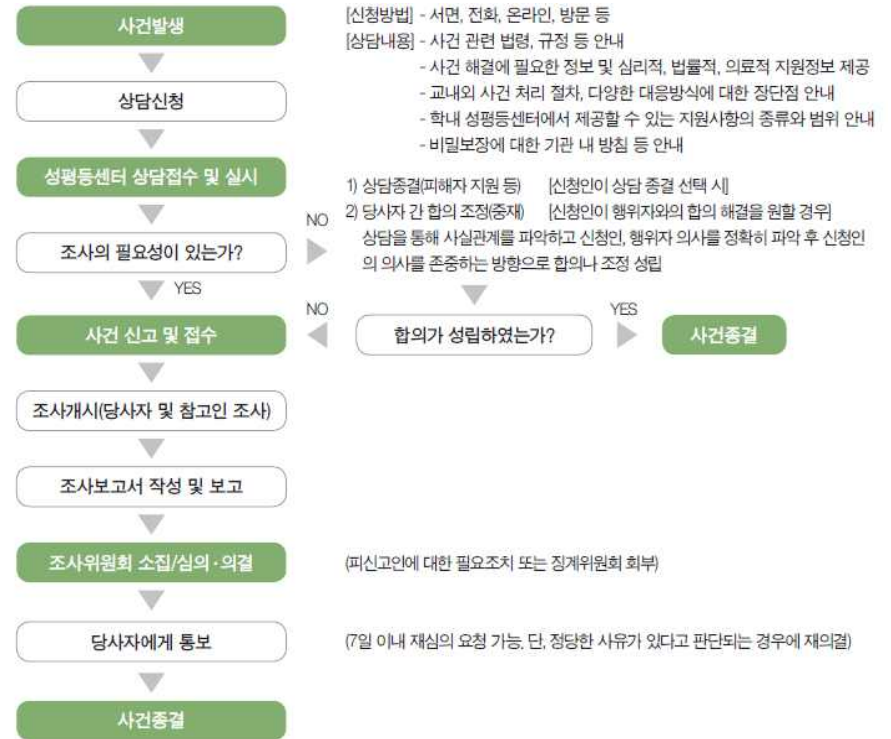 사건발생
[신청방법] - 서면, 전화, 온라인, 방문 등
[상담내용] - 사건 관련 법령, 규정 등 안내
- 사건 해결에 필요한 정보 및 심리적, 법률적, 의료적 지원정보 제공
- 교내외 사건 처리 절차, 다양한 대응방식에 대한 장단점 안내
- 학내 성평등센터에서 제공할 수 있는 지원사항의 종류와 범위 안내
- 비밀보장에 대한 기관 내 방침 등 안내
상담신청
성평등센터 상담접수 및 실시
조사의 필요성이 있는가?
NO
1) 상담종결(피해자 지원 등) [신청인이 상담 종결 선택 시]
2) 당사자 간 합의 조정(중재) [신청인이 행위자와의 합의 해결을 원할 경우]
상담을 통해 사실관계를 파악하고 신청인, 행위자 의사를 정확히 파악 후 신청인
의 의사를 존중하는 방향으로 합의나 조정 성립
YES
사건 신고 및 접수
NO
합의가 성립하였는가?
YES
사건종결
조사개시(당사자 및 참고인 조사)
조사보고서 작성 및 보고
조사위원회 소집/심의·의결
(피신고인에 대한 필요조치 또는 징계위원회 회부)
당사자에게 통보
(7일 이내 재심의 요청 가능, 단, 정당한 사유가 있다고 판단되는 경우에 재의결)
사건종결